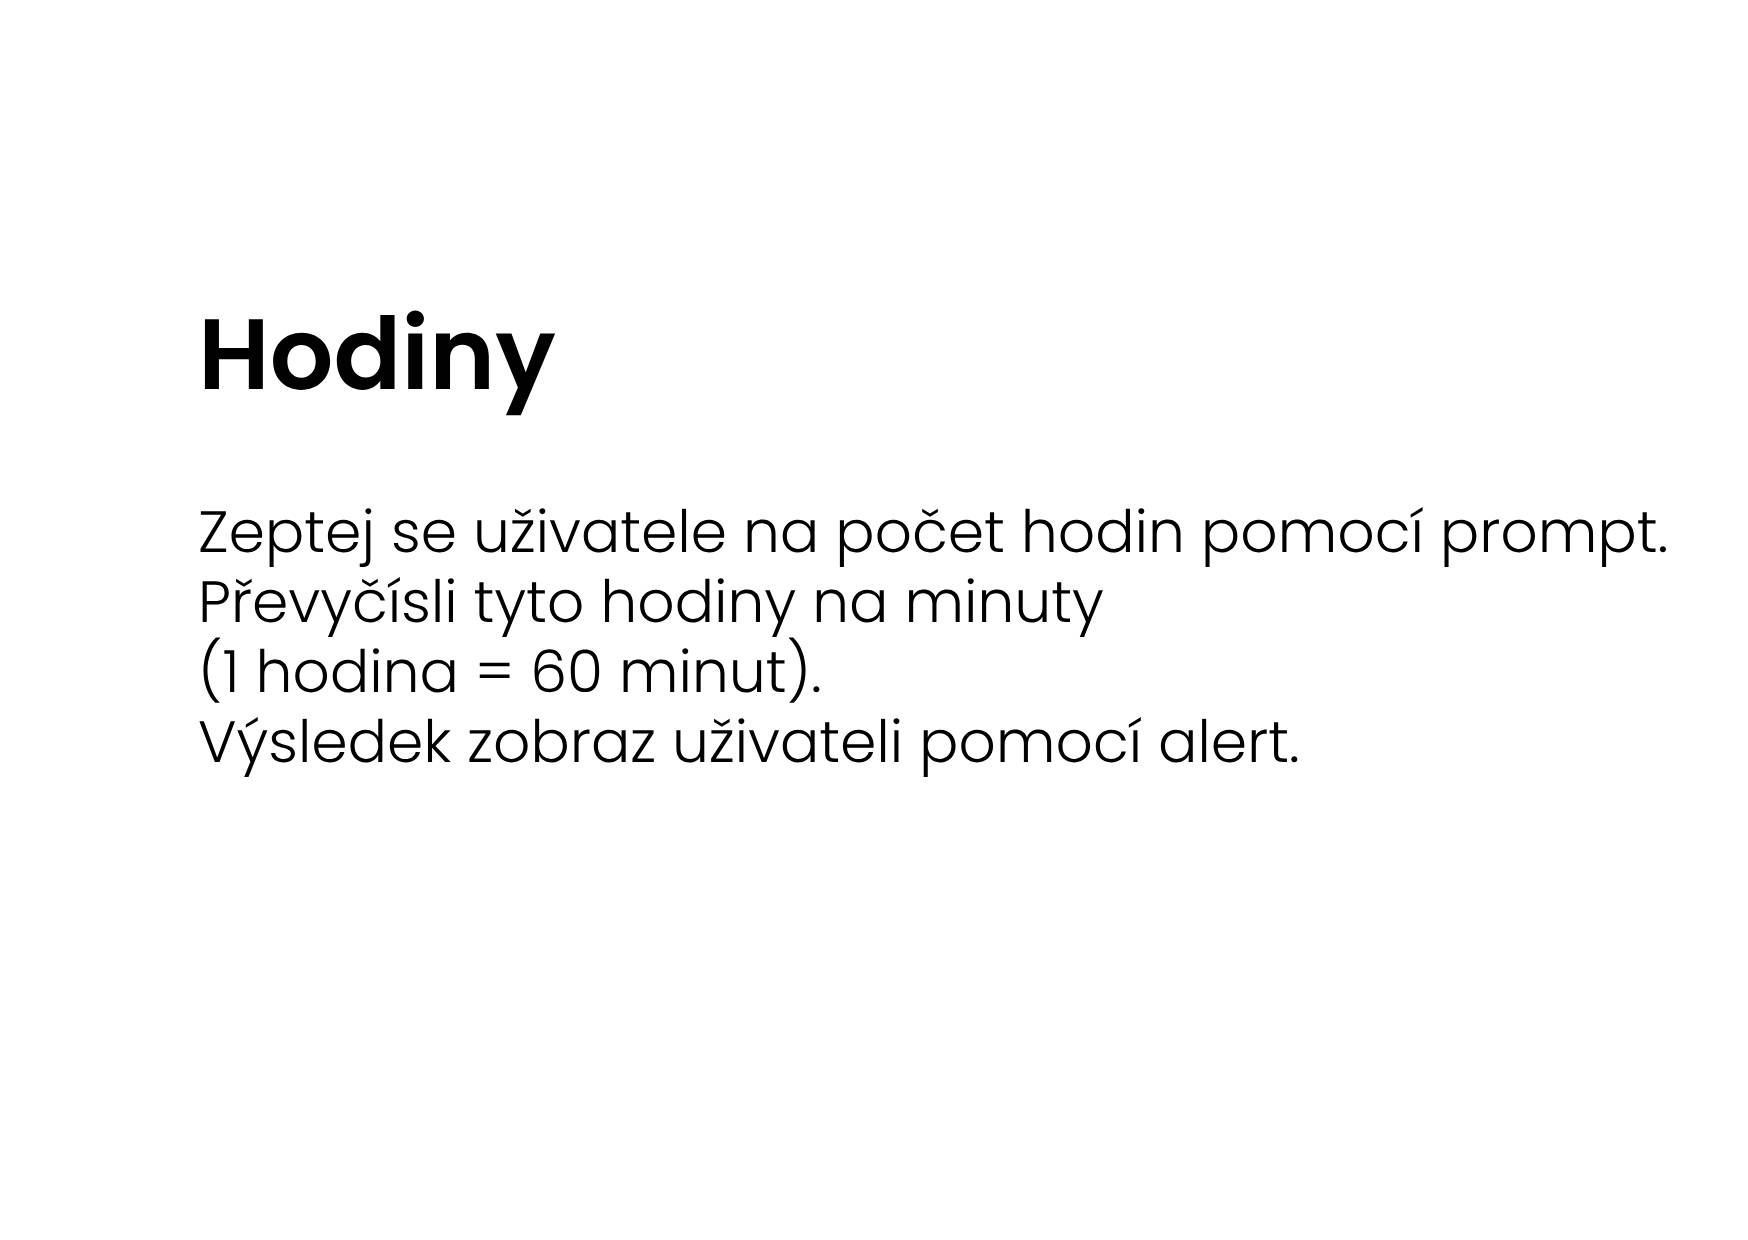 Hodiny
Zeptej se uživatele na počet hodin pomocí prompt.
Převyčísli tyto hodiny na minuty
(1 hodina = 60 minut).
Výsledek zobraz uživateli pomocí alert.